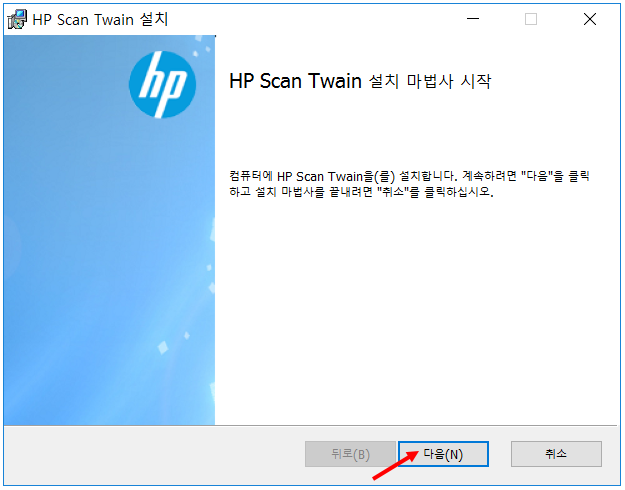 HP Scan Twain 설치
hp
HP Scan Twain 설치 마법사 시작
컴퓨터에 HP Scan Twain을(를) 설치합니다. 계속하려면 "다음"을 클릭
하고 설치 마법사를 끝내려면 "취소"를 클릭하십시오.
뒤로(B)
다음(N)
취소